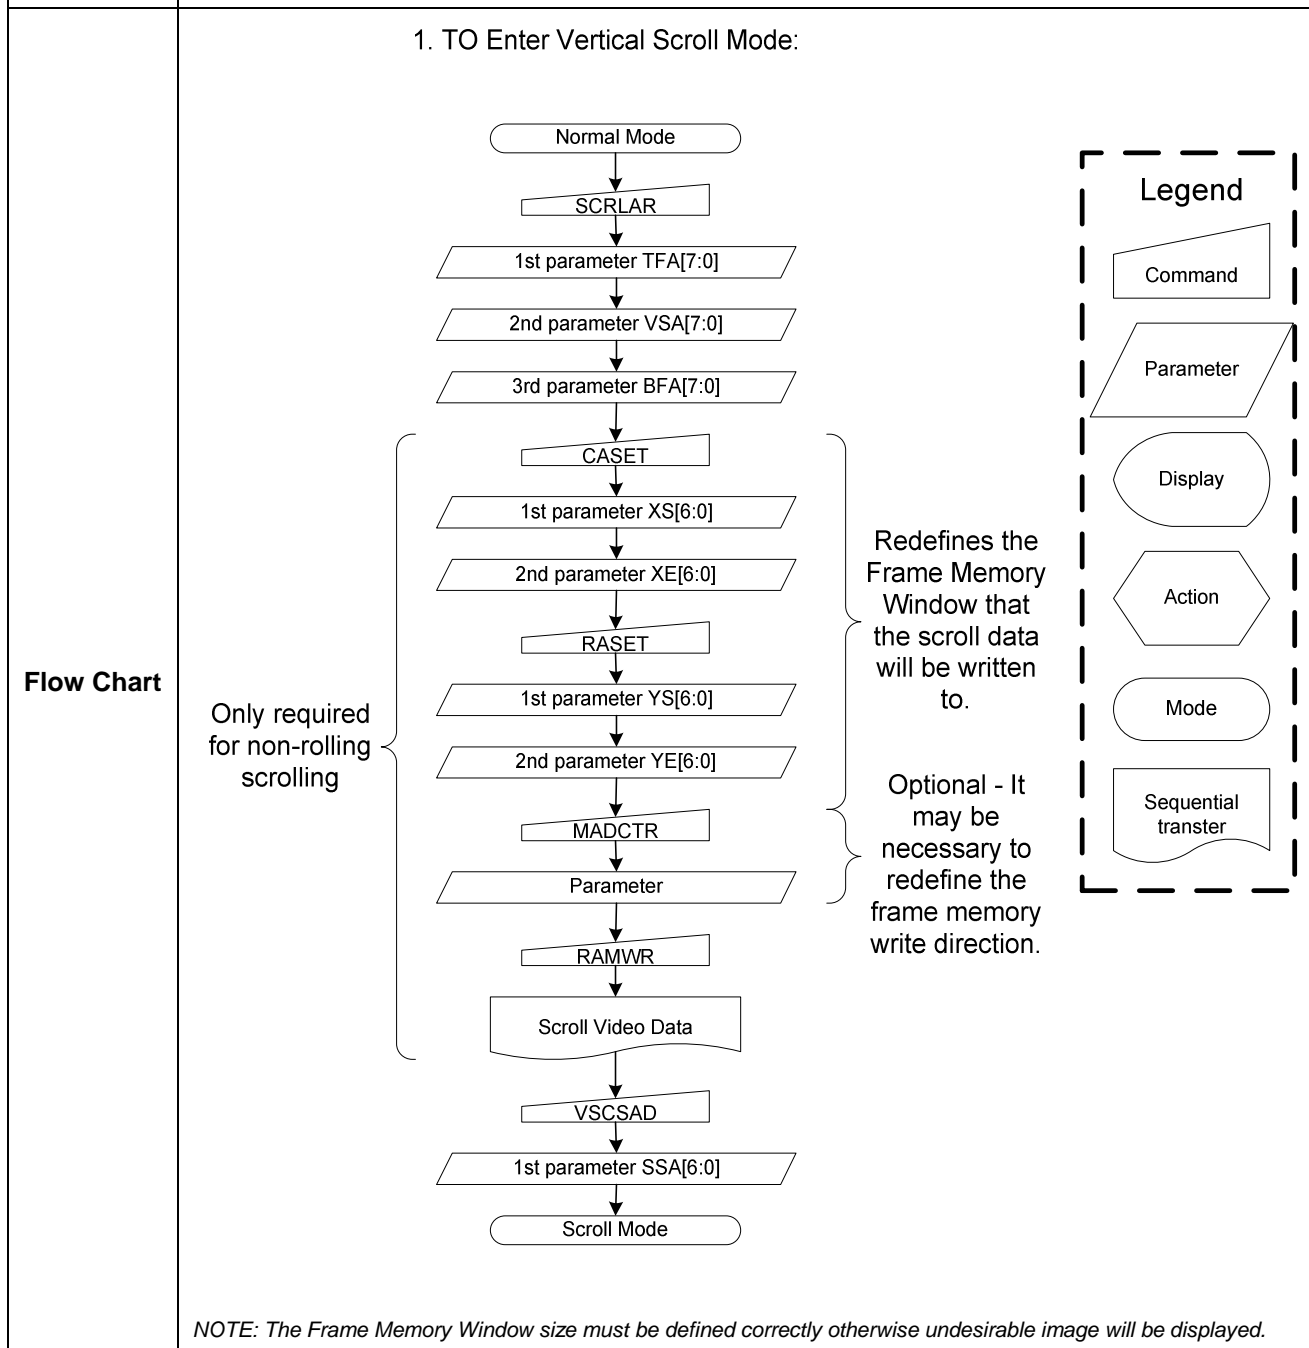 1. TO Enter Vertical Scroll Mode:
Flow Chart
Normal Mode
SCRLAR
1st parameter TFA[7:0]
2nd parameter VSA[7:0]
3rd parameter BFA[7:0]
CASET
1st parameter XS[6:0]
2nd parameter XE[6:0]
RASET
1st parameter YS[6:0]
2nd parameter YE[6:0]
MADCTR
Parameter
RAMWR
Scroll Video Data
VSCSAD
1st parameter SSA[6:0]
Scroll Mode
Only required
for non-rolling
scrolling
Redefines the
Frame Memory
Window that
the scroll data
will be written
to.
Optional - It
may be
necessary to
redefine the
frame memory
write direction.
Legend
Command
Parameter
Display
Action
Mode
Sequential
transter
NOTE: The Frame Memory Window size must be defined correctly otherwise undesirable image will be displayed.